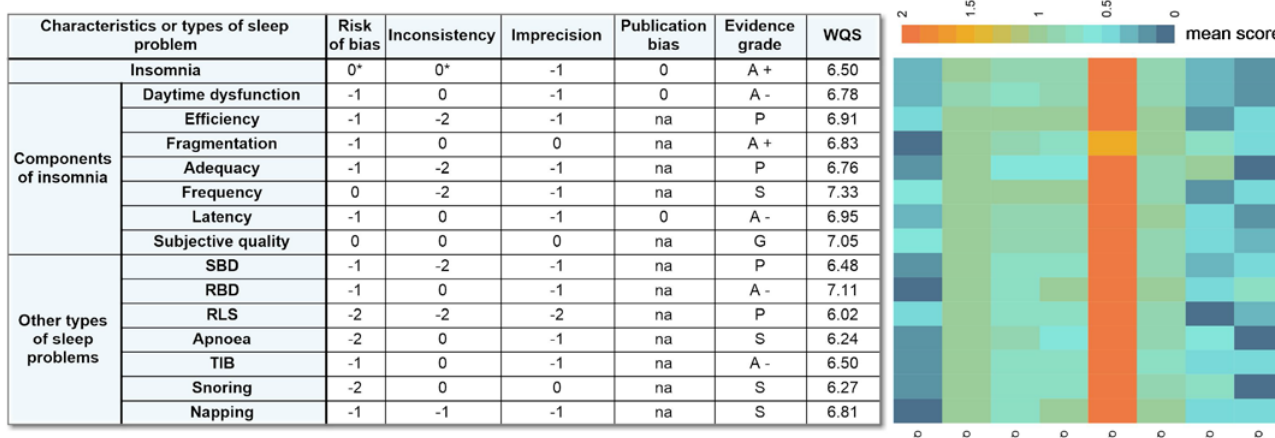 Characteristics or types of sleep problem Risk of bias Inconsistency Imprecision Publication bias Evidence grade WQS
2 1.5 1 0.5 0 mean score
Insomnia 0* 0* -1 0 A + 6.50
Components of insomnia
Daytime dysfunction -1 0 -1 0 A - 6.78
Efficiency -1 -2 -1 na P 6.91
Fragmentation -1 0 0 na A + 6.83
Adequacy -1 -2 -1 na P 6.76
Frequency 0 -2 -1 na S 7.33
Latency -1 0 -1 0 A - 6.95
Subjective quality 0 0 0 na G 7.05
Other types of sleep problems
SBD -1 -2 -1 na P 6.48
RBD -1 0 -1 na A - 7.11
RLS -2 -2 -2 na P 6.02
Apnoea -2 0 -1 na S 6.24
TIB -1 0 -1 na A - 6.50
Snoring -2 0 0 na S 6.27
Napping -1 -1 -1 na S 6.81